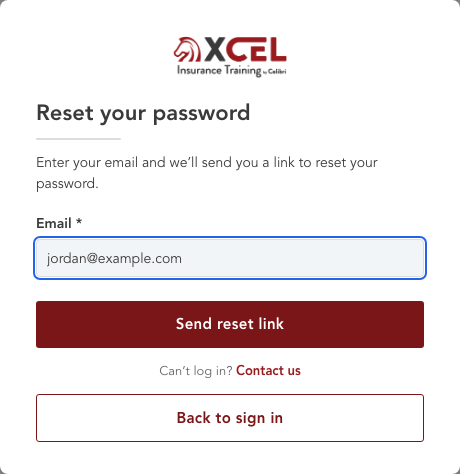 XCEL
Insurance Training by Colibri
Reset your password
Enter your email and we’ll send you a link to reset your
password.
Email *
jordan@example.com
Send reset link
Can’t log in? Contact us
Back to sign in